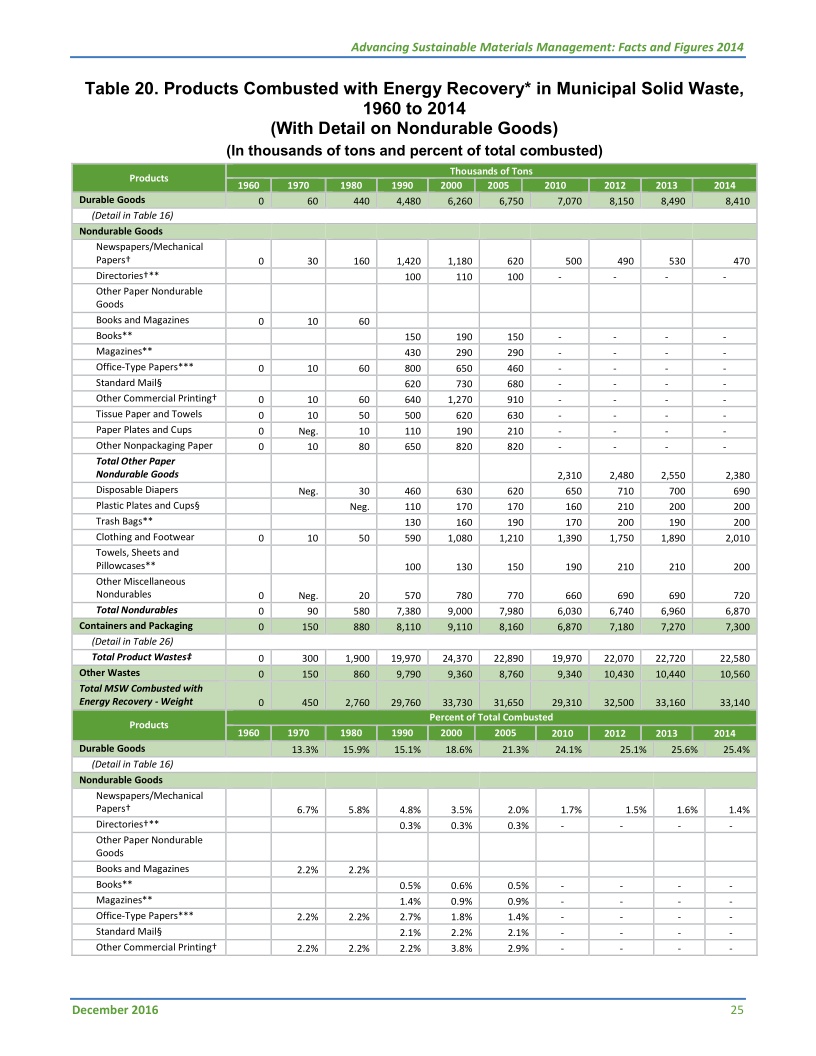 Advancing Sustainable Materials Management: Facts and Figures 2014
Table 20. Products Combusted with Energy Recovery* in Municipal Solid Waste,
1960 to 2014
(With Detail on Nondurable Goods)
(In thousands of tons and percent of total combusted)
Products Thousands of Tons
1960 1970 1980 1990 2000 2005 2010 2012 2013 2014
Durable Goods 0 60 440 4,480 6,260 6,750 7,070 8,150 8,490 8,410
(Detail in Table 16)
Nondurable Goods
Newspapers/Mechanical
Papers† 0 30 160 1,420 1,180 620 500 490 530 470
Directories†** 100 110 100 - - - -
Other Paper Nondurable
Goods
Books and Magazines 0 10 60
Books** 150 190 150 - - - -
Magazines** 430 290 290 - - - -
Office-Type Papers*** 0 10 60 800 650 460 - - - -
Standard Mail§ 620 730 680 - - - -
Other Commercial Printing† 0 10 60 640 1,270 910 - - - -
Tissue Paper and Towels 0 10 50 500 620 630 - - - -
Paper Plates and Cups 0 Neg. 10 110 190 210 - - - -
Other Nonpackaging Paper 0 10 80 650 820 820 - - - -
Total Other Paper
Nondurable Goods 2,310 2,480 2,550 2,380
Disposable Diapers Neg. 30 460 630 620 650 710 700 690
Plastic Plates and Cups§ Neg. 110 170 170 160 210 200 200
Trash Bags** 130 160 190 170 200 190 200
Clothing and Footwear 0 10 50 590 1,080 1,210 1,390 1,750 1,890 2,010
Towels, Sheets and
Pillowcases** 100 130 150 190 210 210 200
Other Miscellaneous
Nondurables 0 Neg. 20 570 780 770 660 690 690 720
Total Nondurables 0 90 580 7,380 9,000 7,980 6,030 6,740 6,960 6,870
Containers and Packaging 0 150 880 8,110 9,110 8,160 6,870 7,180 7,270 7,300
(Detail in Table 26)
Total Product Wastes‡ 0 300 1,900 19,970 24,370 22,890 19,970 22,070 22,720 22,580
Other Wastes 0 150 860 9,790 9,360 8,760 9,340 10,430 10,440 10,560
Total MSW Combusted with
Energy Recovery - Weight 0 450 2,760 29,760 33,730 31,650 29,310 32,500 33,160 33,140
Products Percent of Total Combusted
1960 1970 1980 1990 2000 2005 2010 2012 2013 2014
Durable Goods 13.3% 15.9% 15.1% 18.6% 21.3% 24.1% 25.1% 25.6% 25.4%
(Detail in Table 16)
Nondurable Goods
Newspapers/Mechanical
Papers† 6.7% 5.8% 4.8% 3.5% 2.0% 1.7% 1.5% 1.6% 1.4%
Directories†** 0.3% 0.3% 0.3% - - - -
Other Paper Nondurable
Goods
Books and Magazines 2.2% 2.2%
Books** 0.5% 0.6% 0.5% - - - -
Magazines** 1.4% 0.9% 0.9% - - - -
Office-Type Papers*** 2.2% 2.2% 2.7% 1.8% 1.4% - - - -
Standard Mail§ 2.1% 2.2% 2.1% - - - -
Other Commercial Printing† 2.2% 2.2% 2.2% 3.8% 2.9% - - - -
December 2016 25